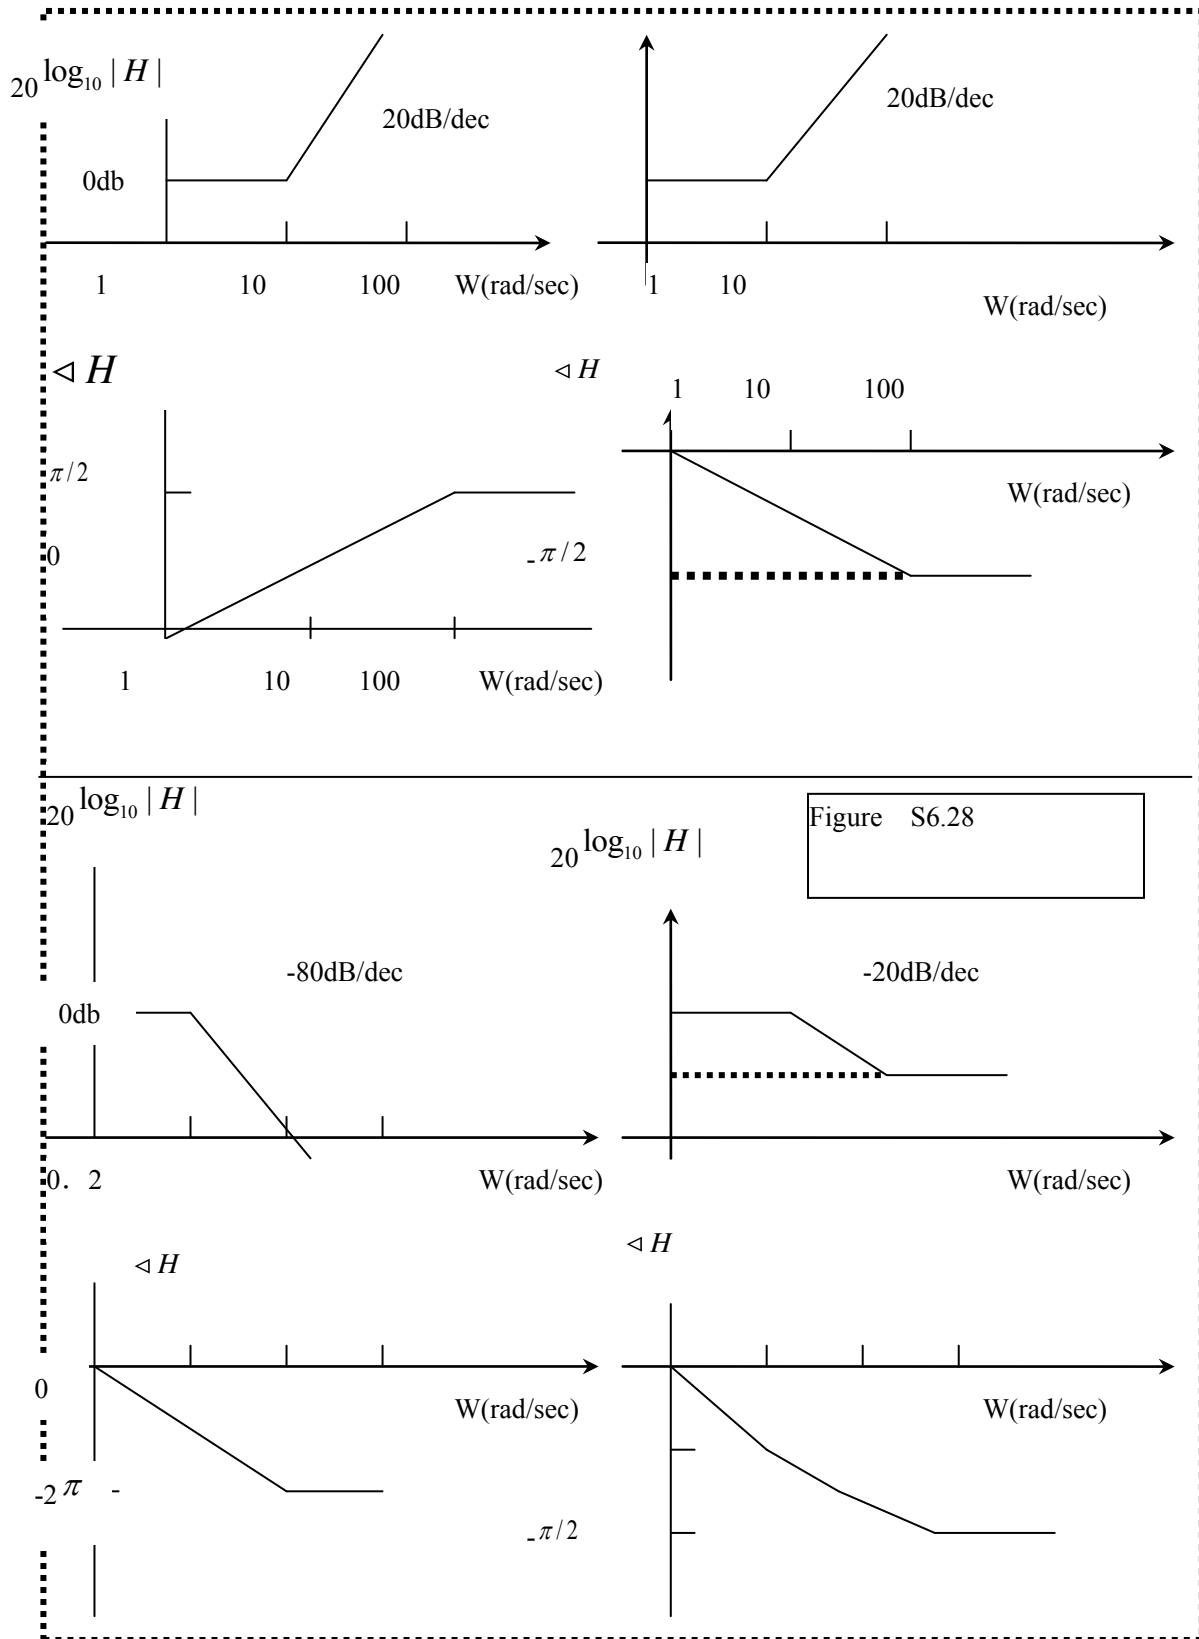 20 log₁₀ | H |
20dB/dec
20dB/dec
0db
1 10 100 W(rad/sec)
1 10
W(rad/sec)
◁ H
◁ H
1 10 100
π/2
W(rad/sec)
0
-π/2
1 10 100 W(rad/sec)
20 log₁₀ | H |
Figure S6.28
20 log₁₀ | H |
-80dB/dec
-20dB/dec
0db
0. 2
W(rad/sec)
W(rad/sec)
◁ H
◁ H
0
W(rad/sec)
W(rad/sec)
-2π -
-π/2